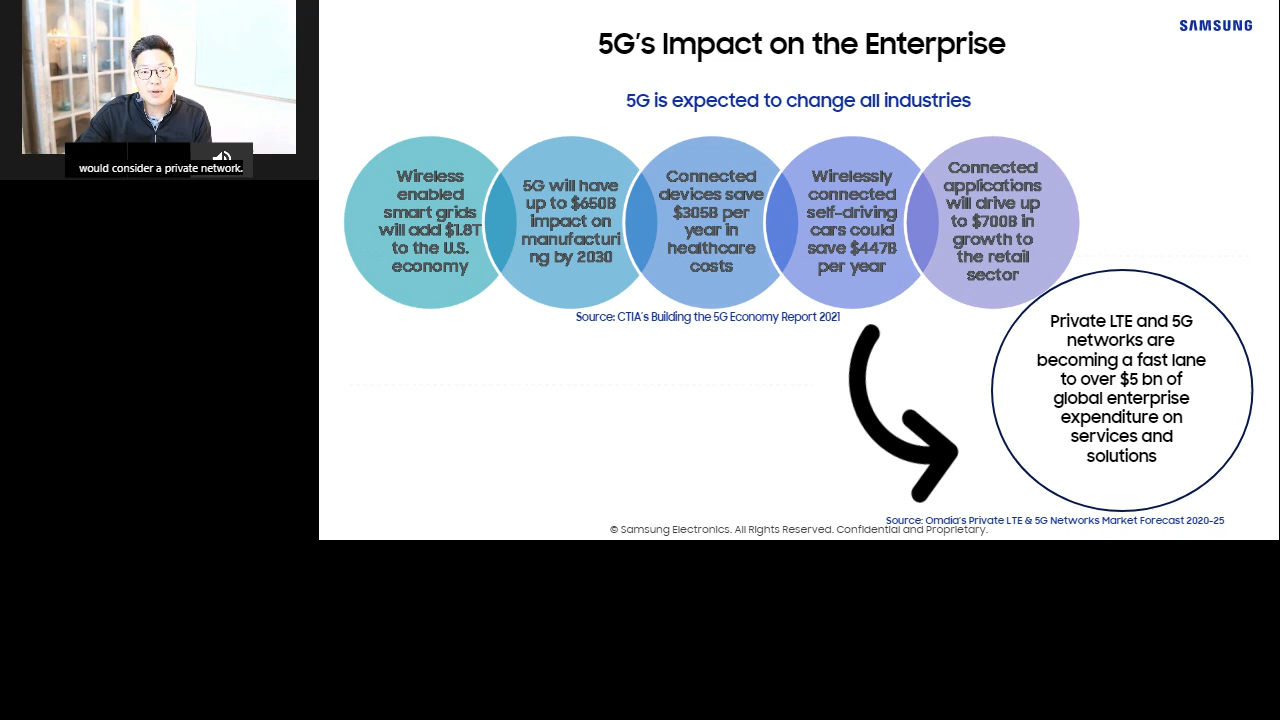 would consider a private network.
SAMSUNG
5G's Impact on the Enterprise
5G is expected to change all industries
Wireless
enabled
smart grids
will add $1.8T
to the U.S.
economy
5G will have
up to $650B
impact on
manufacturi
ng by 2030
Connected
devices save
$305B per
year in
healthcare
costs
Wirelessly
connected
self-driving
cars could
save $447B
per year
Connected
applications
will drive up
to $700B in
growth to
the retail
sector
Source: CTIA's Building the 5G Economy Report 2021
Private LTE and 5G
networks are
becoming a fast lane
to over $5 bn of
global enterprise
expenditure on
services and
solutions
Source: Omdia's Private LTE & 5G Networks Market Forecast 2020-25
© Samsung Electronics. All Rights Reserved. Confidential and Proprietary.